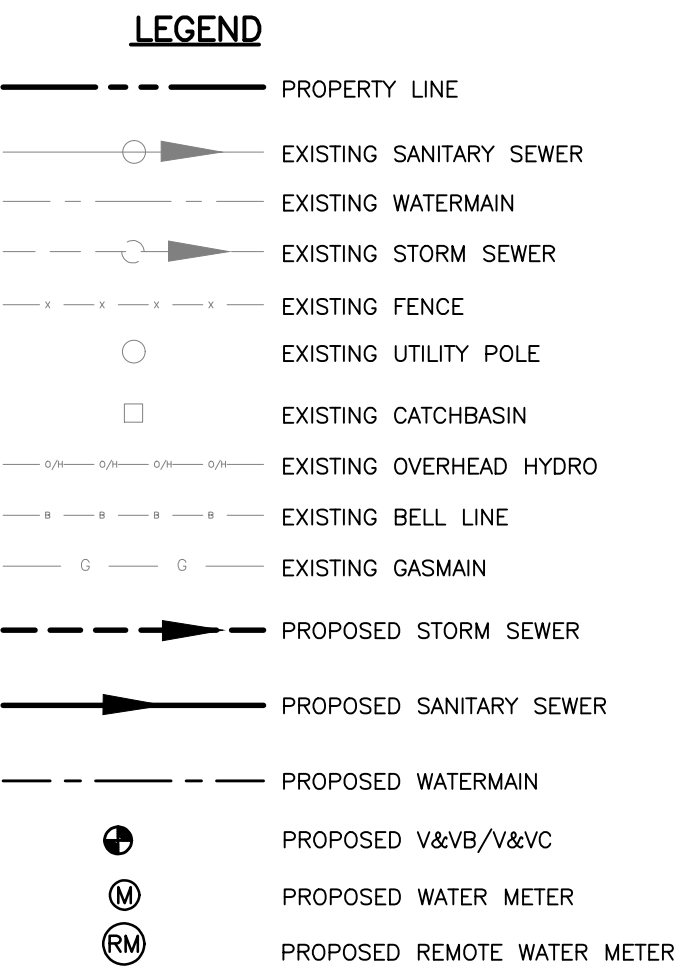 LEGEND
PROPERTY LINE
EXISTING SANITARY SEWER
EXISTING WATERMAIN
EXISTING STORM SEWER
X X X X EXISTING FENCE
EXISTING UTILITY POLE
EXISTING CATCHBASIN
O/H O/H O/H O/H EXISTING OVERHEAD HYDRO
B B B B EXISTING BELL LINE
G G EXISTING GASMAIN
PROPOSED STORM SEWER
PROPOSED SANITARY SEWER
PROPOSED WATERMAIN
PROPOSED V&VB/V&VC
M PROPOSED WATER METER
RM PROPOSED REMOTE WATER METER